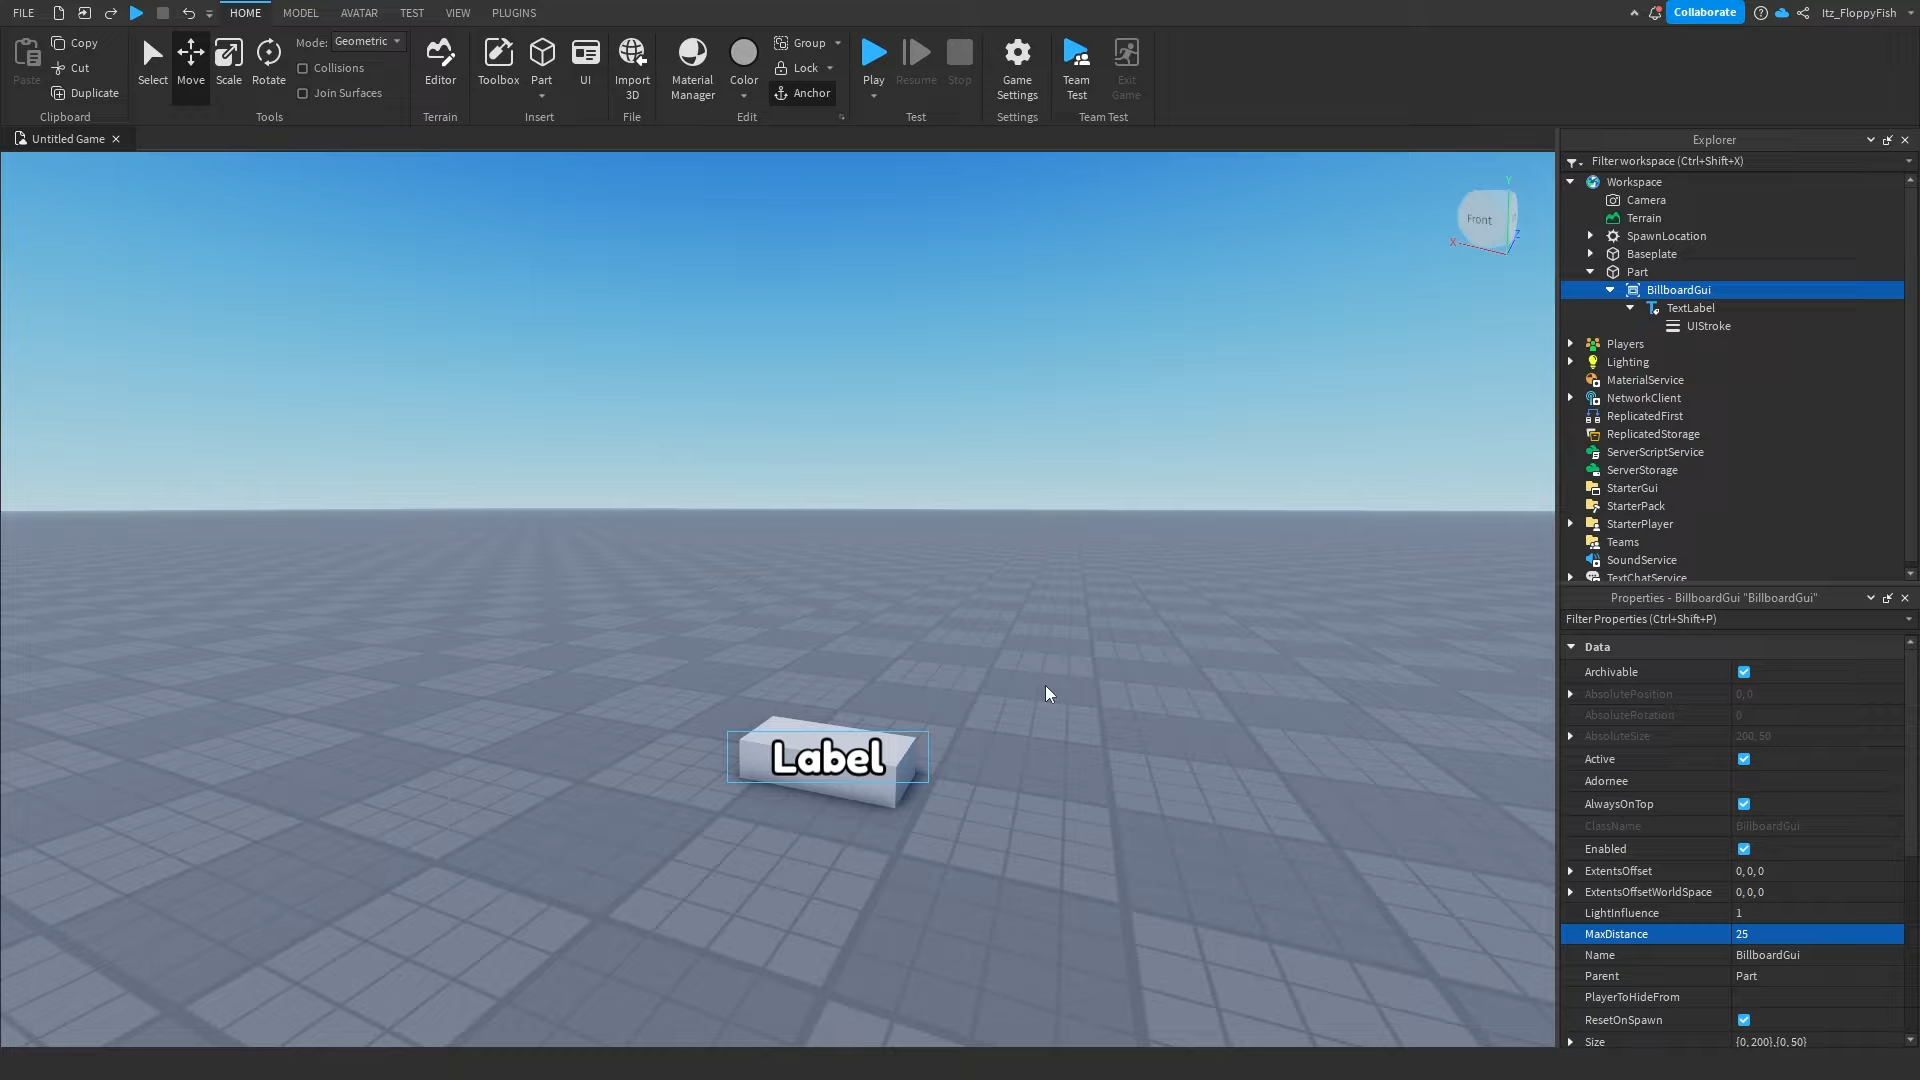 FILE
HOME
MODEL
AVATAR
TEST
VIEW
PLUGINS
Collaborate
Itz_FloppyFish
Paste
Copy
Cut
Duplicate
Clipboard
Select
Move
Scale
Rotate
Mode: Geometric
Collisions
Join Surfaces
Tools
Editor
Terrain
Toolbox
Part
UI
Insert
Import
3D
File
Material
Manager
Color
Group
Lock
Anchor
Edit
Play
Resume
Stop
Test
Game
Settings
Settings
Team
Test
Exit
Game
Team Test
Untitled Game
Front
X
Y
Z
Label
Explorer
Filter workspace (Ctrl+Shift+X)
Workspace
Camera
Terrain
SpawnLocation
Baseplate
Part
BillboardGui
TextLabel
UIStroke
Players
Lighting
MaterialService
NetworkClient
ReplicatedFirst
ReplicatedStorage
ServerScriptService
ServerStorage
StarterGui
StarterPack
StarterPlayer
Teams
SoundService
TextChatService
Properties - BillboardGui "BillboardGui"
Filter Properties (Ctrl+Shift+P)
Data
Archivable
AbsolutePosition 0, 0
AbsoluteRotation 0
AbsoluteSize 200, 50
Active
Adornee
AlwaysOnTop
ClassName BillboardGui
Enabled
ExtentsOffset 0, 0, 0
ExtentsOffsetWorldSpace 0, 0, 0
LightInfluence 1
MaxDistance 25
Name BillboardGui
Parent Part
PlayerToHideFrom
ResetOnSpawn
Size {0, 200},{0, 50}